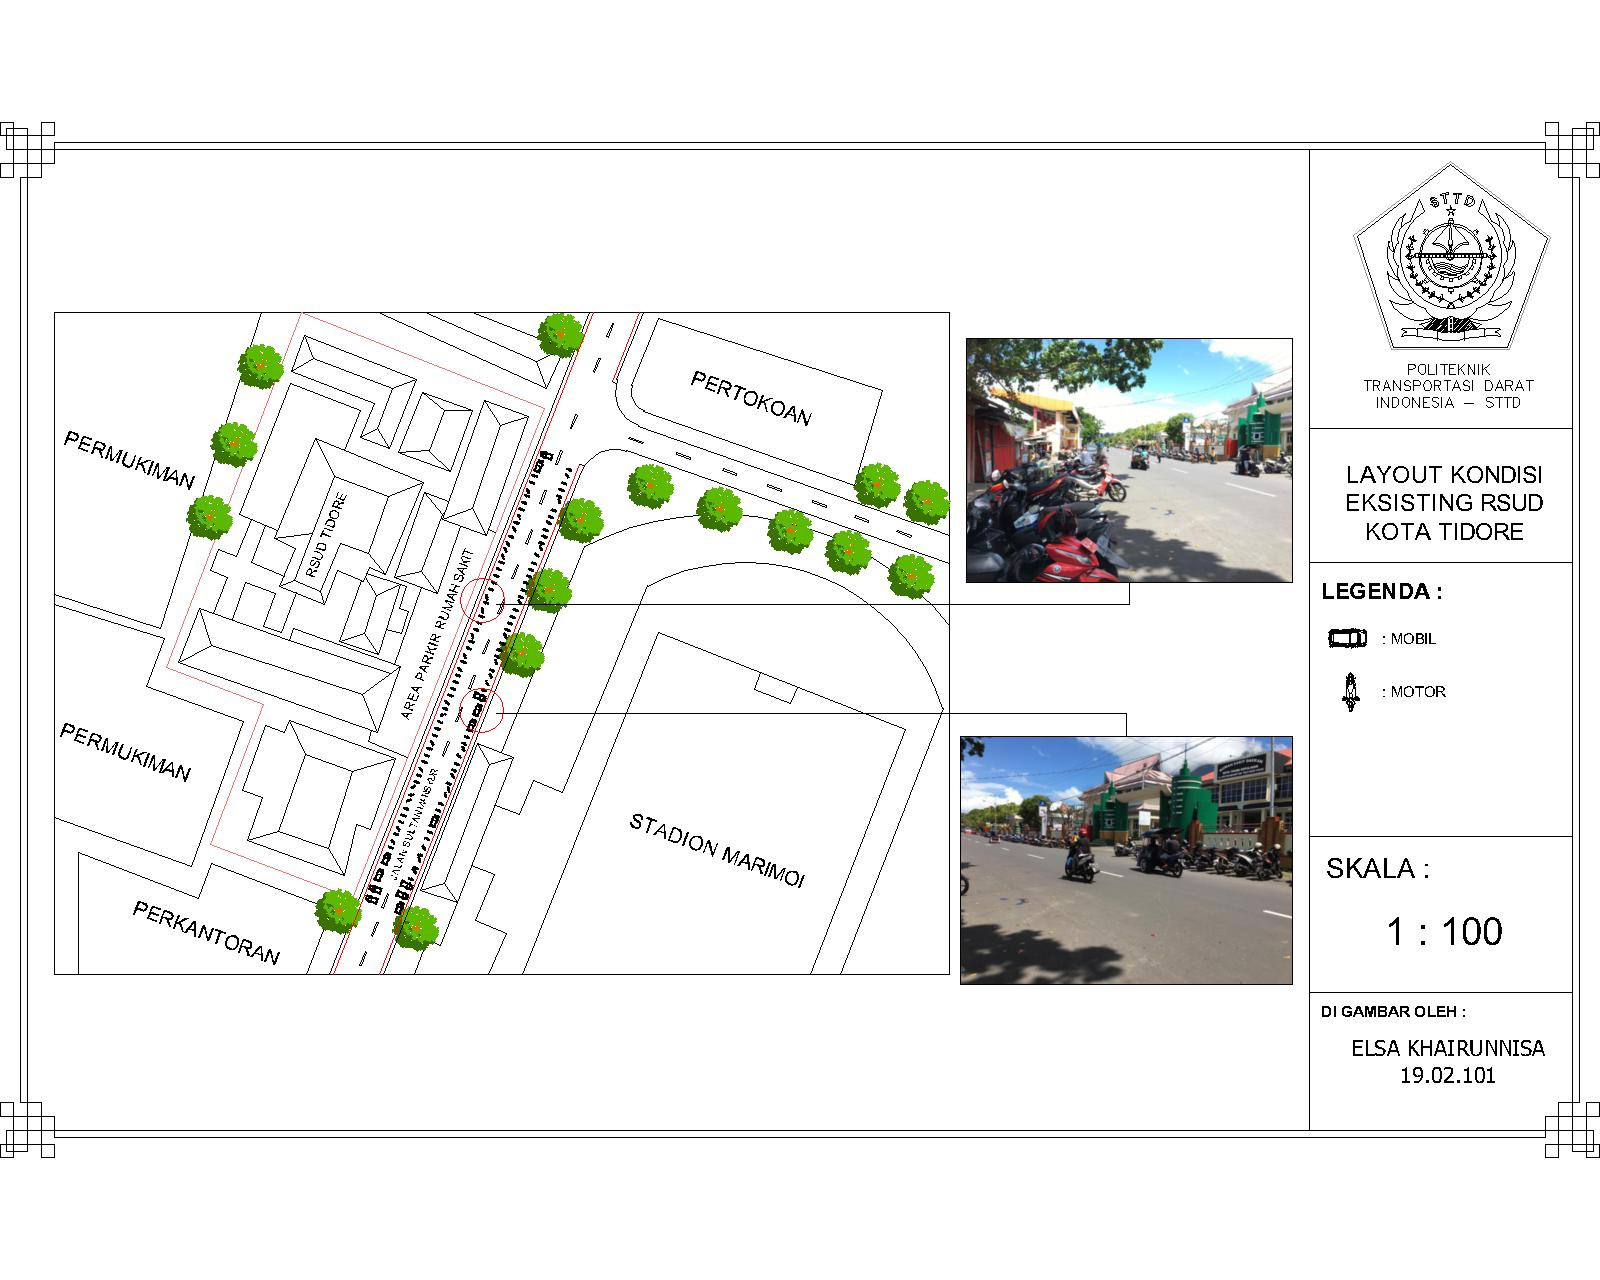 PERTOKOAN
PERMUKIMAN
RSUD TIDORE
AREA PARKIR RUMAH SAKIT
PERMUKIMAN
STADION MARIMOI
PERKANTORAN
STTD
POLITEKNIK
TRANSPORTASI DARAT
INDONESIA – STTD
LAYOUT KONDISI
EKSISTING RSUD
KOTA TIDORE
LEGENDA :
: MOBIL
: MOTOR
SKALA :
1 : 100
DI GAMBAR OLEH :
ELSA KHAIRUNNISA
19.02.101